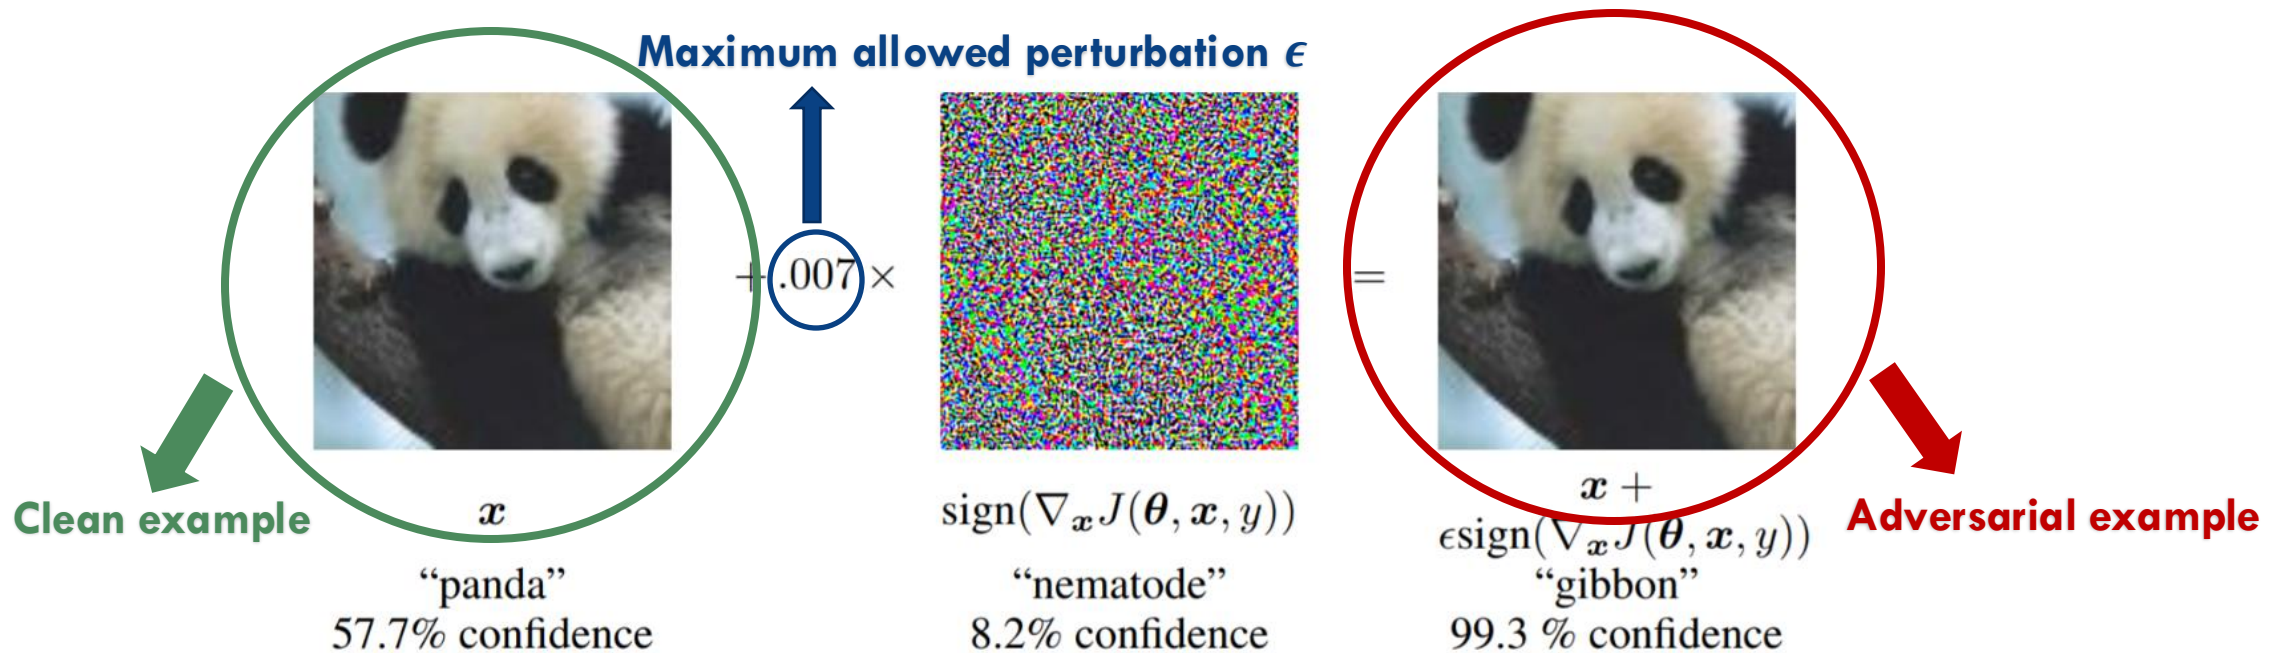 Maximum allowed perturbation ϵ
+ .007 ×
=
x
sign(∇ₓJ(θ, x, y))
x +
ϵsign(∇ₓJ(θ, x, y))
Clean example
Adversarial example
“panda”
57.7% confidence
“nematode”
8.2% confidence
“gibbon”
99.3 % confidence